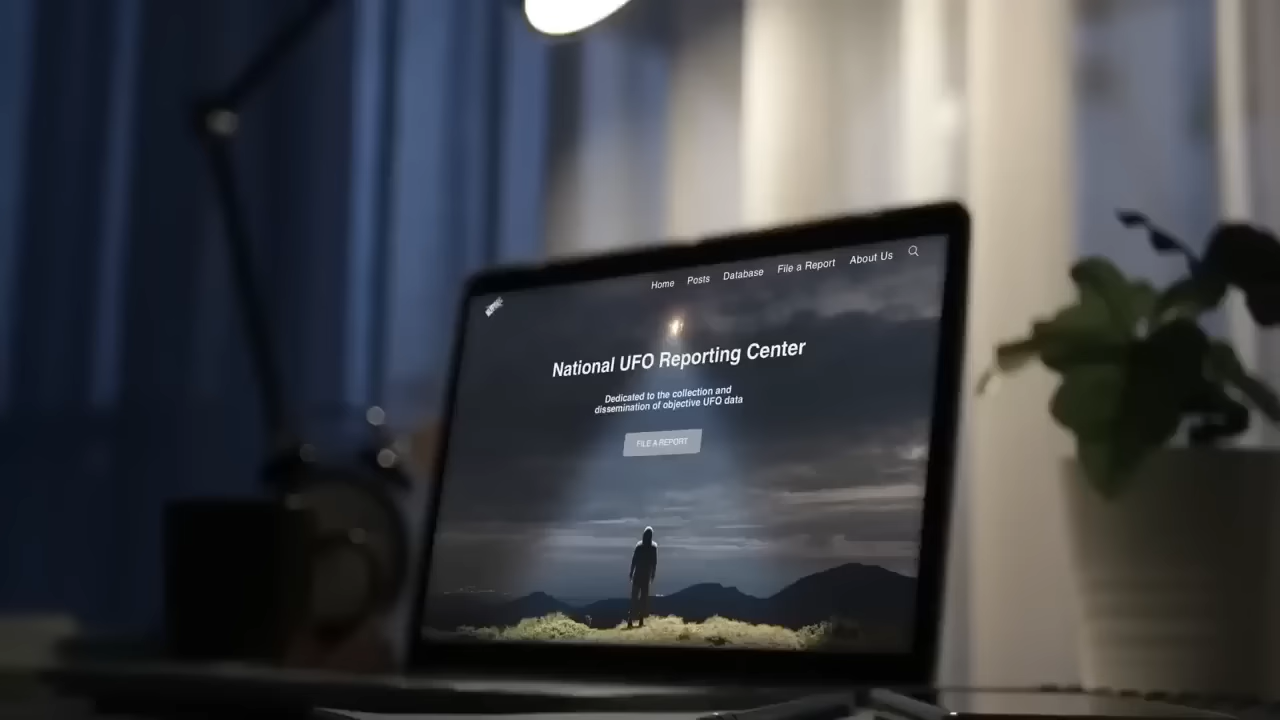 Home Posts Database File a Report About Us
National UFO Reporting Center
Dedicated to the collection and
dissemination of objective UFO data
FILE A REPORT